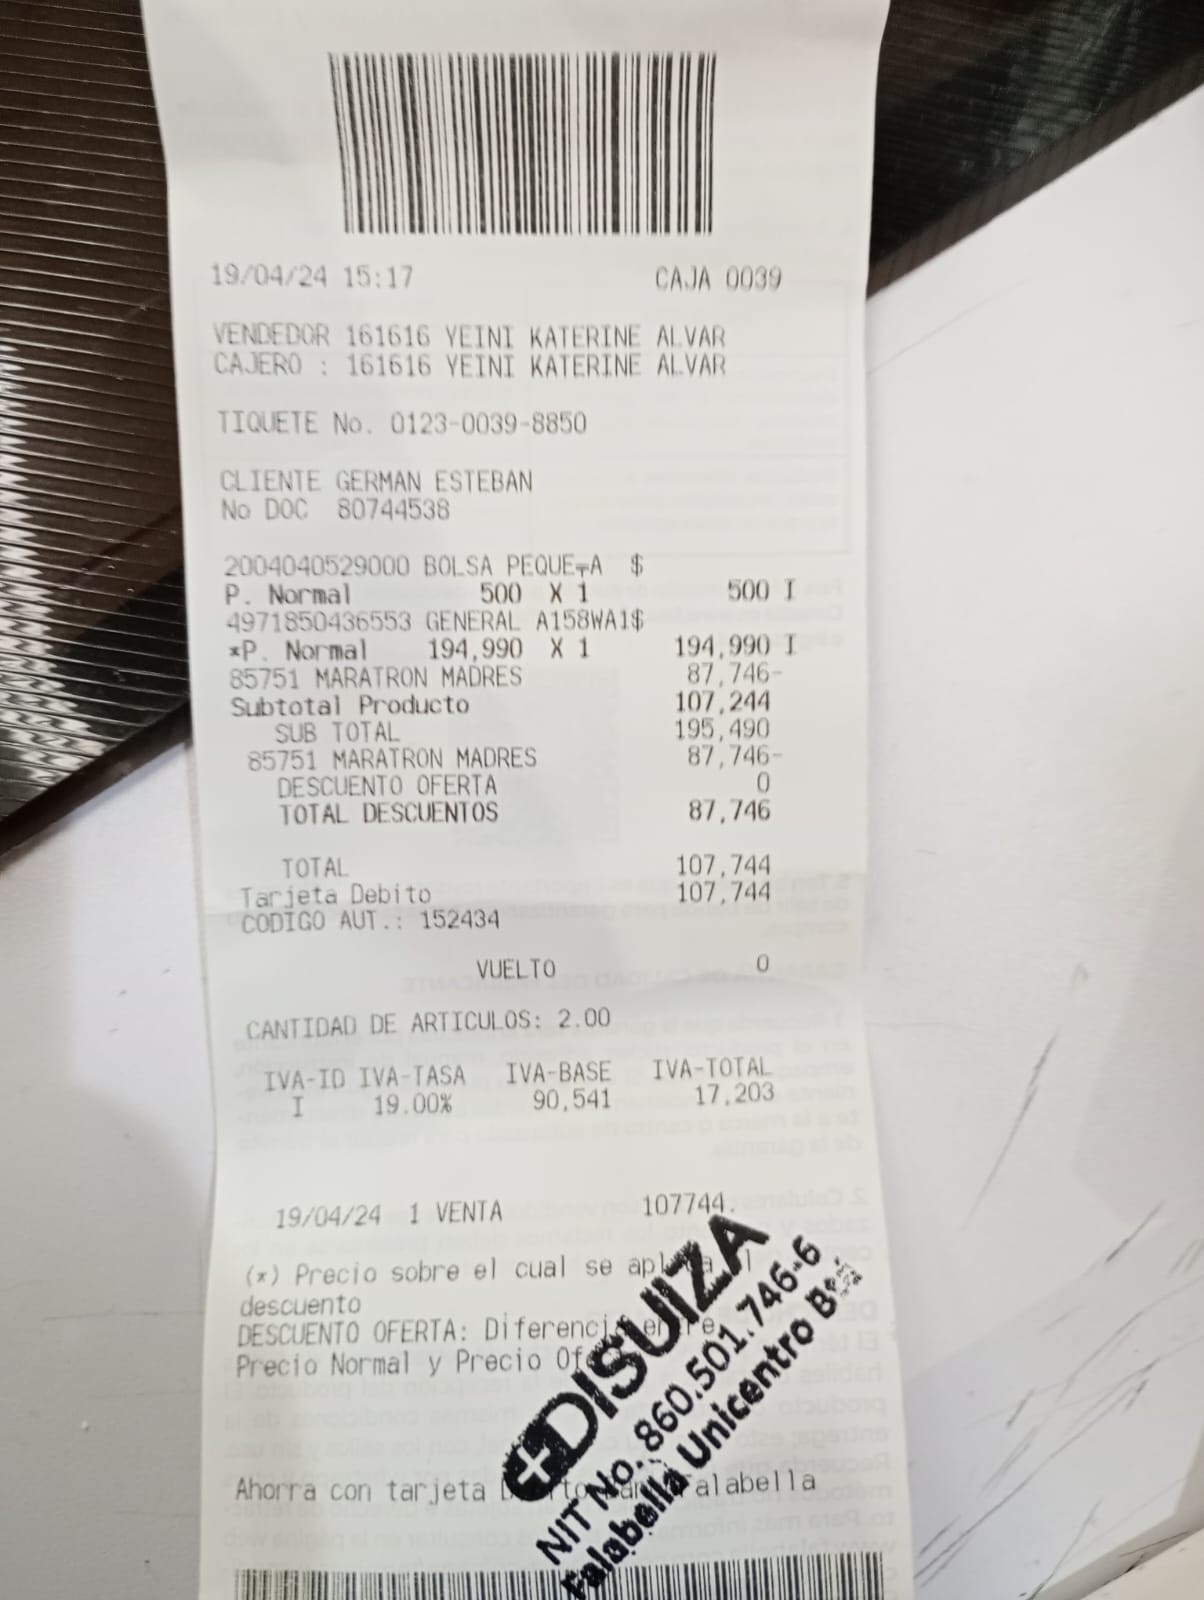 19/04/24 15:17 CAJA 0039
VENDEDOR 161616 YEINI KATERINE ALVAR
CAJERO : 161616 YEINI KATERINE ALVAR
TIQUETE No. 0123-0039-8850
CLIENTE GERMAN ESTEBAN
No DOC 80744538
2004040529000 BOLSA PEQUE╤A $
P. Normal 500 X 1 500 I
4971850436553 GENERAL A158WA1$
*P. Normal 194,990 X 1 194,990 I
85751 MARATRON MADRES 87,746-
Subtotal Producto 107,244
SUB TOTAL 195,490
85751 MARATRON MADRES 87,746-
DESCUENTO OFERTA 0
TOTAL DESCUENTOS 87,746
TOTAL 107,744
Tarjeta Debito 107,744
CODIGO AUT.: 152434
VUELTO 0
CANTIDAD DE ARTICULOS: 2.00
IVA-ID IVA-TASA IVA-BASE IVA-TOTAL
I 19.00% 90,541 17,203
19/04/24 1 VENTA 107744.
(*) Precio sobre el cual se
descuento
DESCUENTO OFERTA: Diferencia entre
Precio Normal y Precio
Ahorra con tarjeta Falabella
DISUIZA
NIT No. 860.501.746-6
Falabella Unicentro